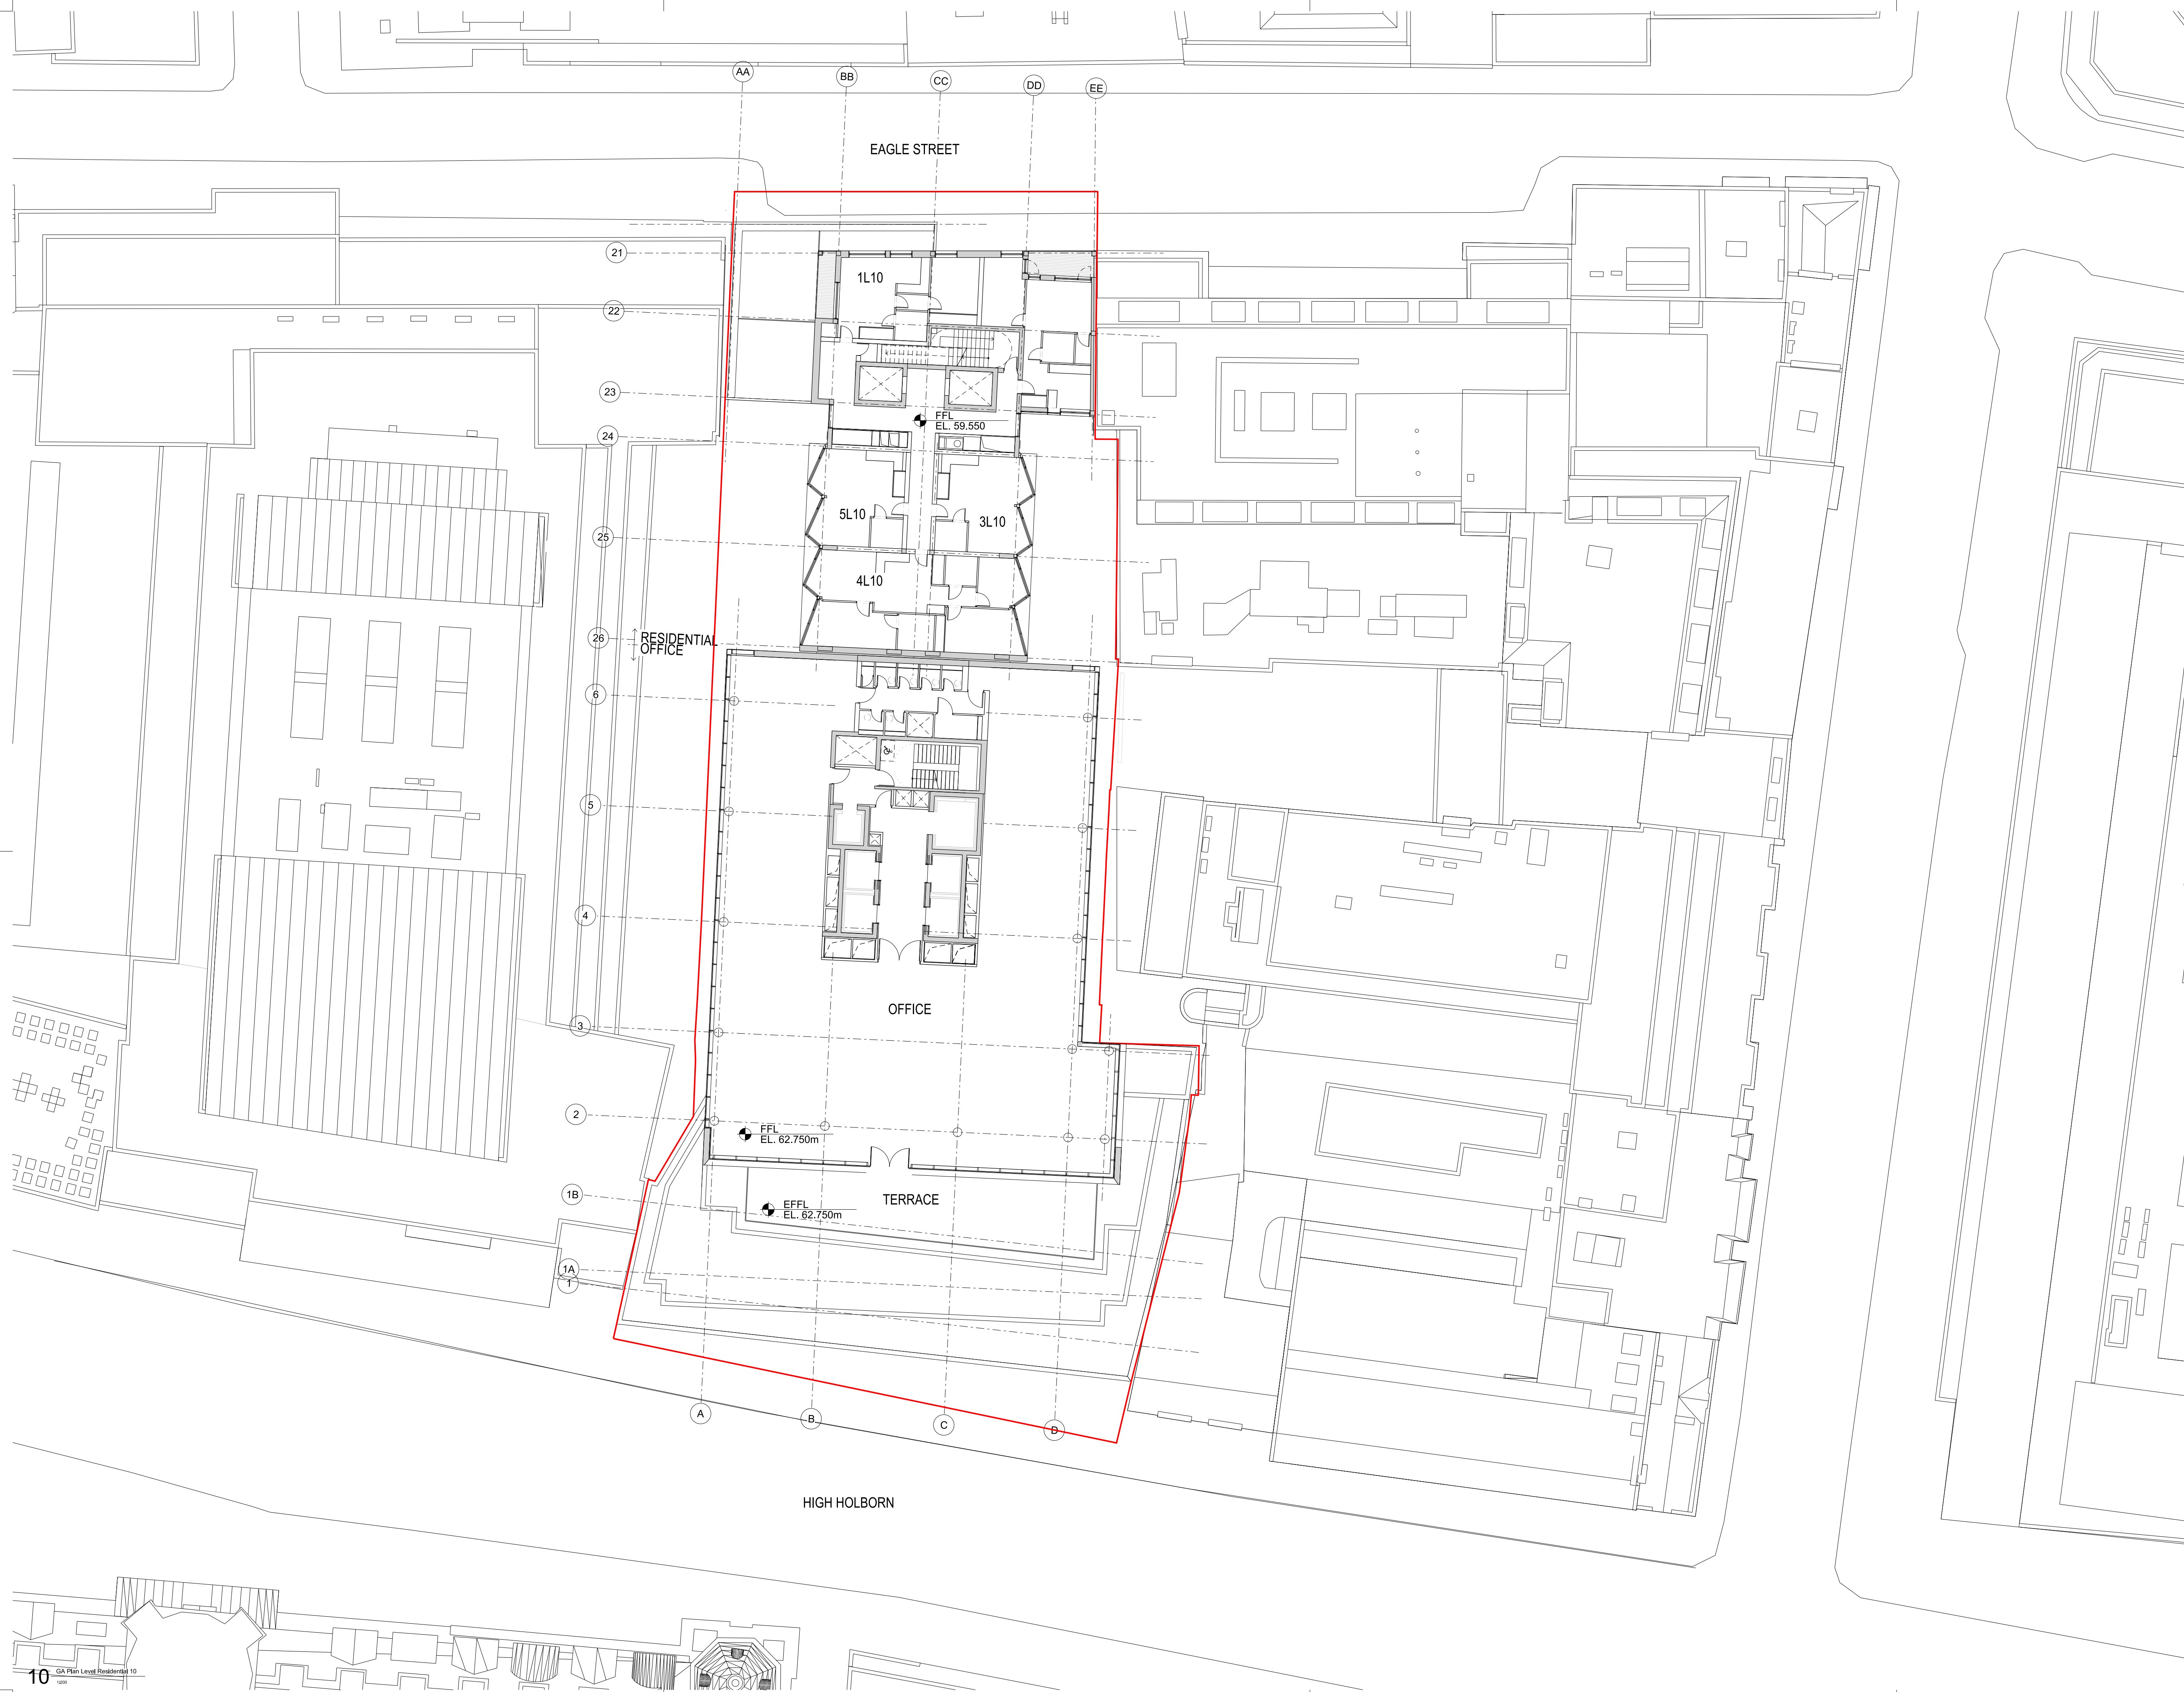 AA
BB
CC
DD
EE
EAGLE STREET
21
1L10
22
23
FFL
EL. 59.550
24
5L10
3L10
25
4L10
26
RESIDENTIAL
OFFICE
6
5
4
OFFICE
3
2
FFL
EL. 62.750m
1B
TERRACE
EFFL
EL. 62.750m
1A
1
A
B
C
D
HIGH HOLBORN
10
GA Plan Level Residential 10
1:200